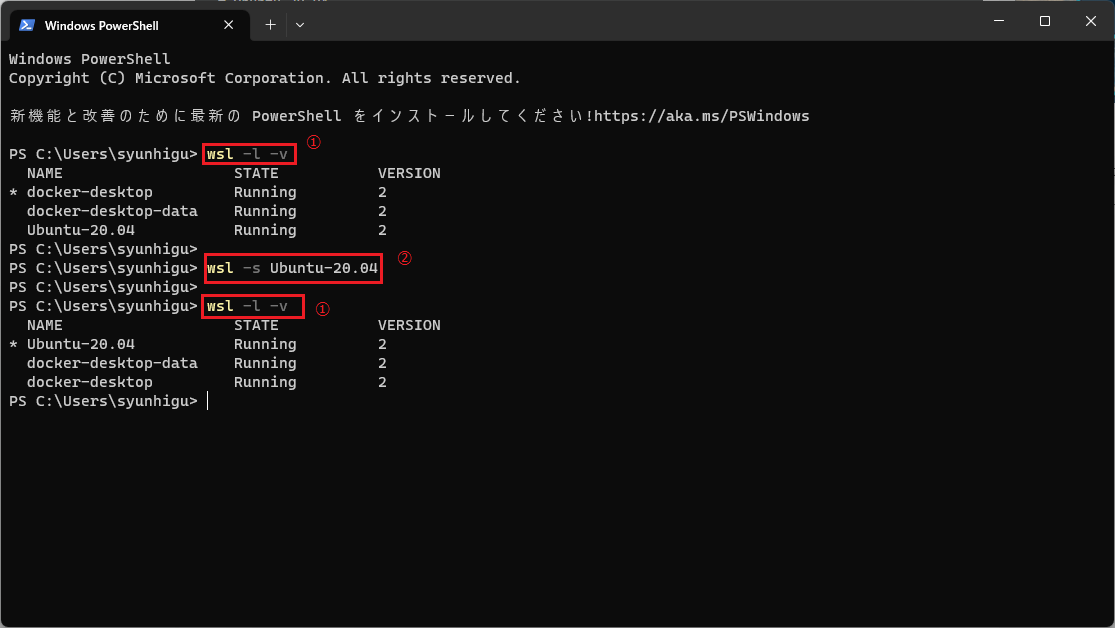 Windows PowerShell
Windows PowerShell
Copyright (C) Microsoft Corporation. All rights reserved.
新機能と改善のために最新の PowerShell をインストールしてください!https://aka.ms/PSWindows
PS C:\Users\syunhigu> wsl -l -v ①
NAME STATE VERSION
* docker-desktop Running 2
docker-desktop-data Running 2
Ubuntu-20.04 Running 2
PS C:\Users\syunhigu>
PS C:\Users\syunhigu> wsl -s Ubuntu-20.04 ②
PS C:\Users\syunhigu>
PS C:\Users\syunhigu> wsl -l -v ①
NAME STATE VERSION
* Ubuntu-20.04 Running 2
docker-desktop-data Running 2
docker-desktop Running 2
PS C:\Users\syunhigu>